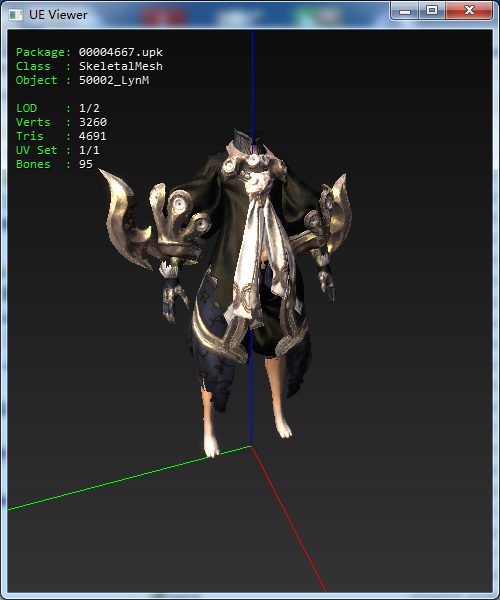 UE Viewer
Package: 00004667.upk
Class : SkeletalMesh
Object : 50002_LynM
LOD : 1/2
Verts : 3260
Tris : 4691
UV Set : 1/1
Bones : 95